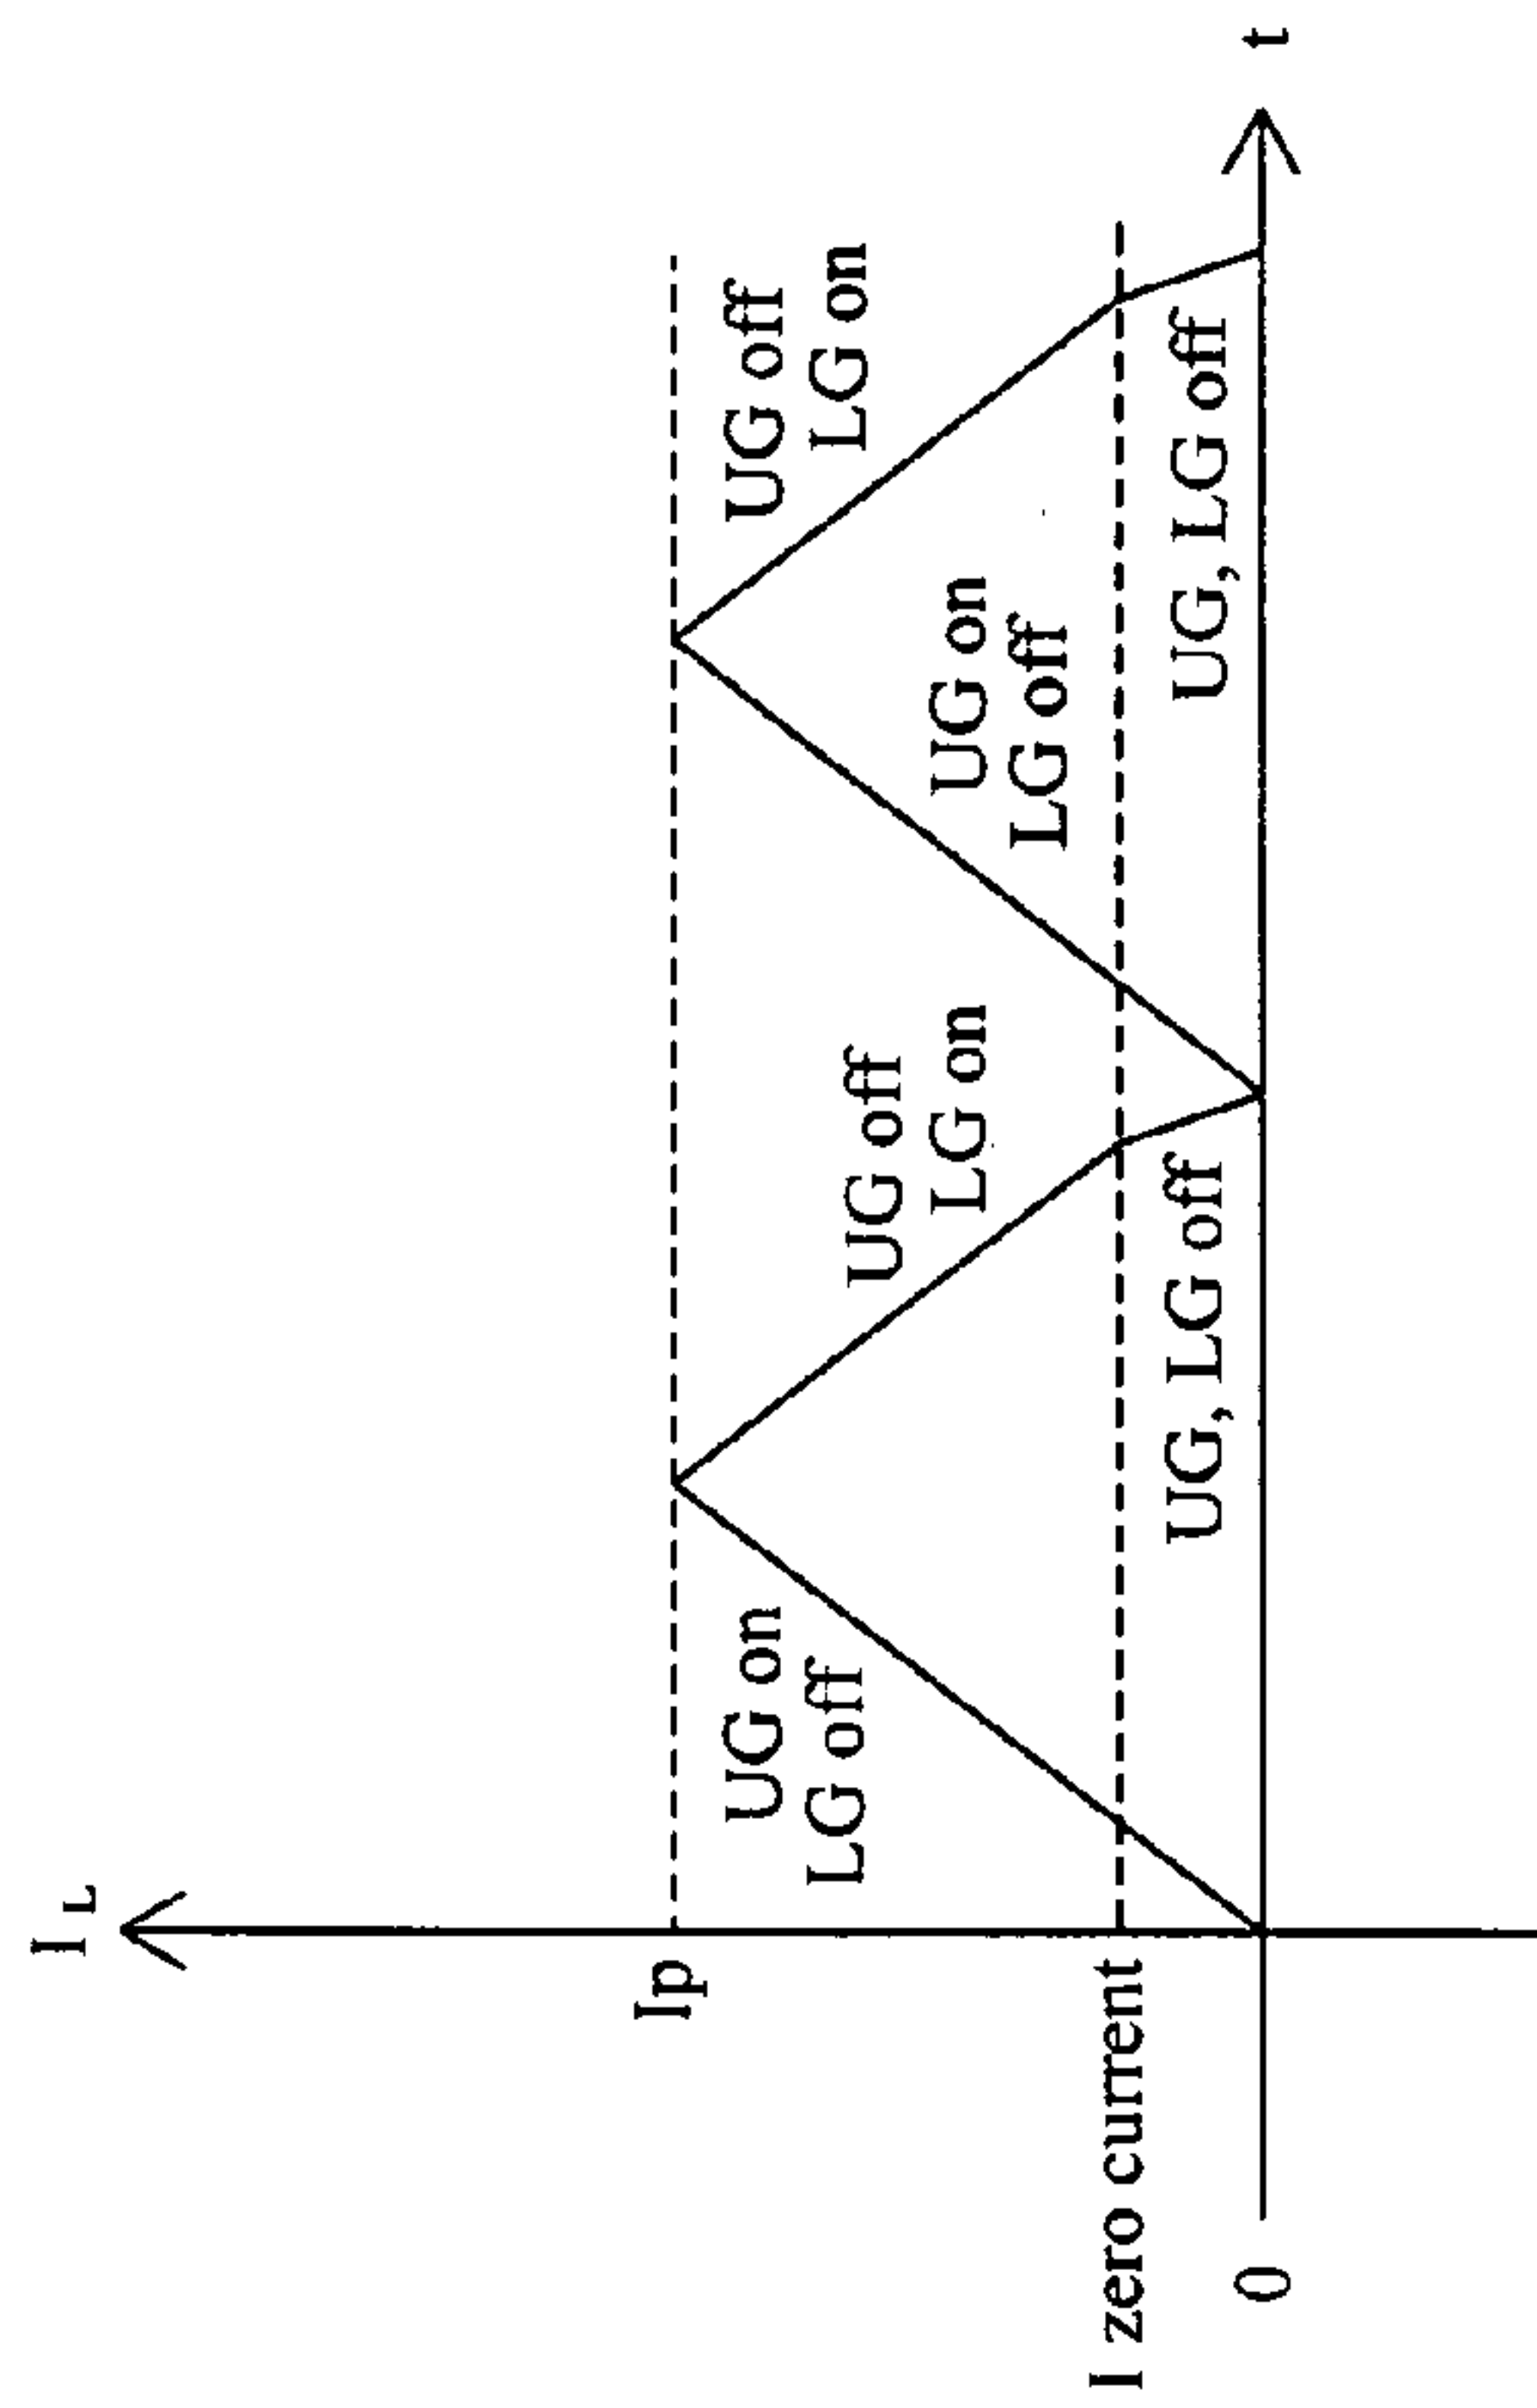 I L
Ip
UG on
LG off
UG off
LG on
UG on
LG off
UG off
LG on
I zero current
UG, LG off
UG, LG off
0
t